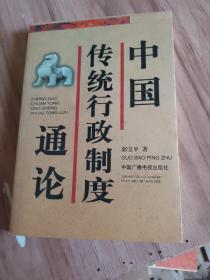 中国
传统行政制度
通论
ZHONG GUO
CHUAN TONG
XING ZHENG
ZHI DU TONG LUN
郭宝平 著
GUO BAO PING ZHU
中国广播电视出版社